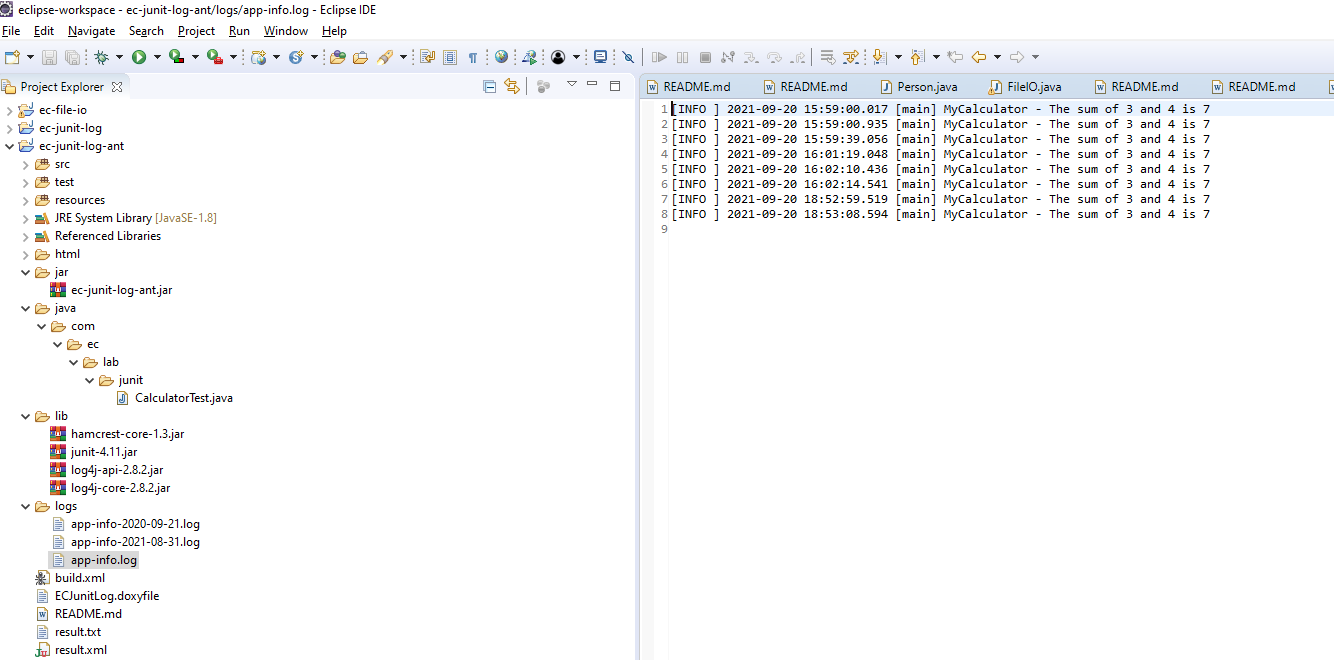 eclipse-workspace - ec-junit-log-ant/logs/app-info.log - Eclipse IDE
File Edit Navigate Search Project Run Window Help
Project Explorer
README.md README.md Person.java FileIO.java README.md README.md
ec-file-io
ec-junit-log
ec-junit-log-ant
src
test
resources
JRE System Library [JavaSE-1.8]
Referenced Libraries
html
jar
ec-junit-log-ant.jar
java
com
ec
lab
junit
CalculatorTest.java
lib
hamcrest-core-1.3.jar
junit-4.11.jar
log4j-api-2.8.2.jar
log4j-core-2.8.2.jar
logs
app-info-2020-09-21.log
app-info-2021-08-31.log
app-info.log
build.xml
ECJunitLog.doxyfile
README.md
result.txt
result.xml
1 [INFO ] 2021-09-20 15:59:00.017 [main] MyCalculator - The sum of 3 and 4 is 7
2 [INFO ] 2021-09-20 15:59:00.935 [main] MyCalculator - The sum of 3 and 4 is 7
3 [INFO ] 2021-09-20 15:59:39.056 [main] MyCalculator - The sum of 3 and 4 is 7
4 [INFO ] 2021-09-20 16:01:19.048 [main] MyCalculator - The sum of 3 and 4 is 7
5 [INFO ] 2021-09-20 16:02:10.436 [main] MyCalculator - The sum of 3 and 4 is 7
6 [INFO ] 2021-09-20 16:02:14.541 [main] MyCalculator - The sum of 3 and 4 is 7
7 [INFO ] 2021-09-20 18:52:59.519 [main] MyCalculator - The sum of 3 and 4 is 7
8 [INFO ] 2021-09-20 18:53:08.594 [main] MyCalculator - The sum of 3 and 4 is 7
9